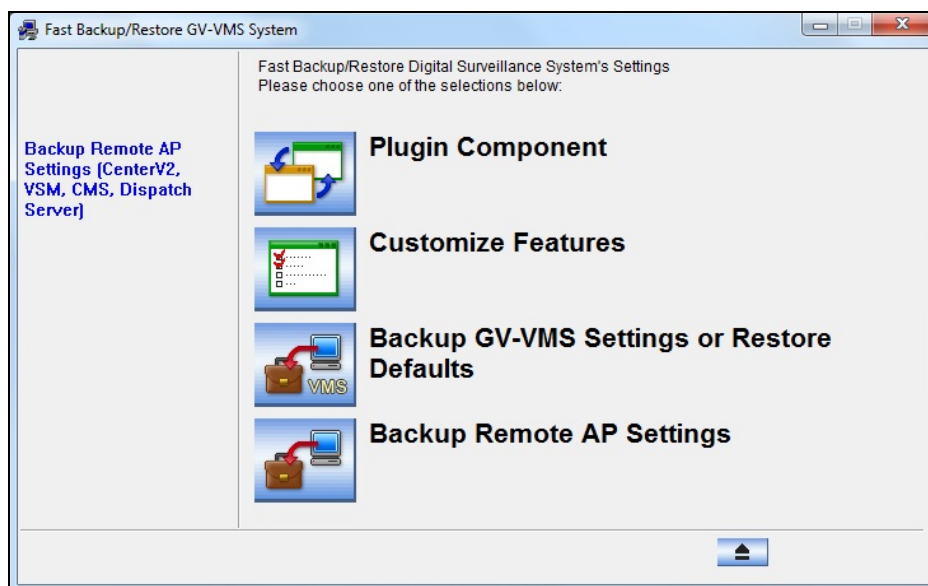 Fast Backup/Restore GV-VMS System
Fast Backup/Restore Digital Surveillance System's Settings
Please choose one of the selections below:
Backup Remote AP
Settings (CenterV2,
VSM, CMS, Dispatch
Server)
Plugin Component
Customize Features
Backup GV-VMS Settings or Restore
Defaults
VMS
Backup Remote AP Settings